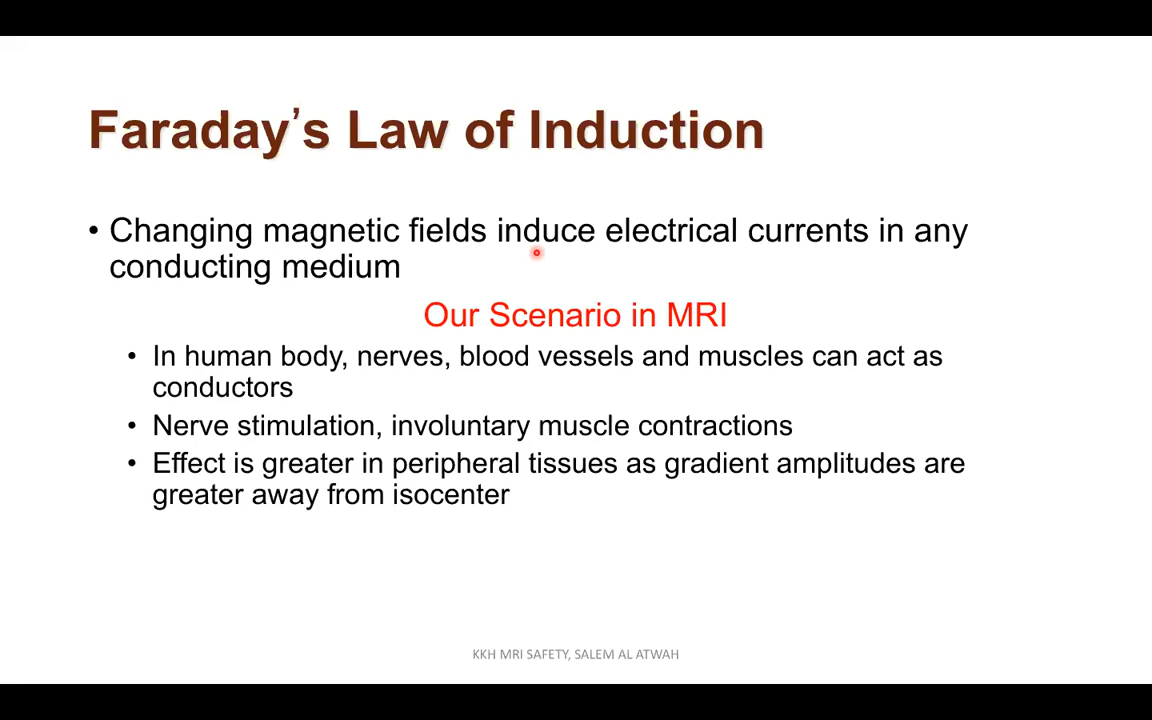 Faraday’s Law of Induction
• Changing magnetic fields induce electrical currents in any
conducting medium
Our Scenario in MRI
• In human body, nerves, blood vessels and muscles can act as
conductors
• Nerve stimulation, involuntary muscle contractions
• Effect is greater in peripheral tissues as gradient amplitudes are
greater away from isocenter
KKH MRI SAFETY, SALEM AL ATWAH